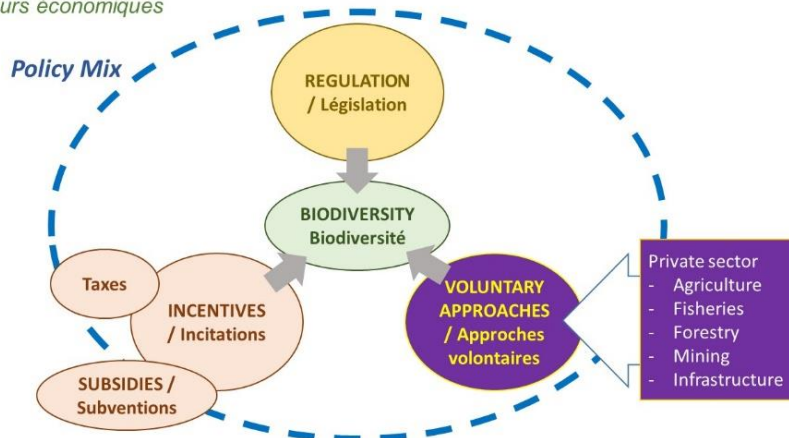 urs économiques
Policy Mix
REGULATION
/ Législation
BIODIVERSITY
Biodiversité
Taxes
INCENTIVES
/ Incitations
SUBSIDIES /
Subventions
VOLUNTARY
APPROACHES
/ Approches
volontaires
Private sector
- Agriculture
- Fisheries
- Forestry
- Mining
- Infrastructure